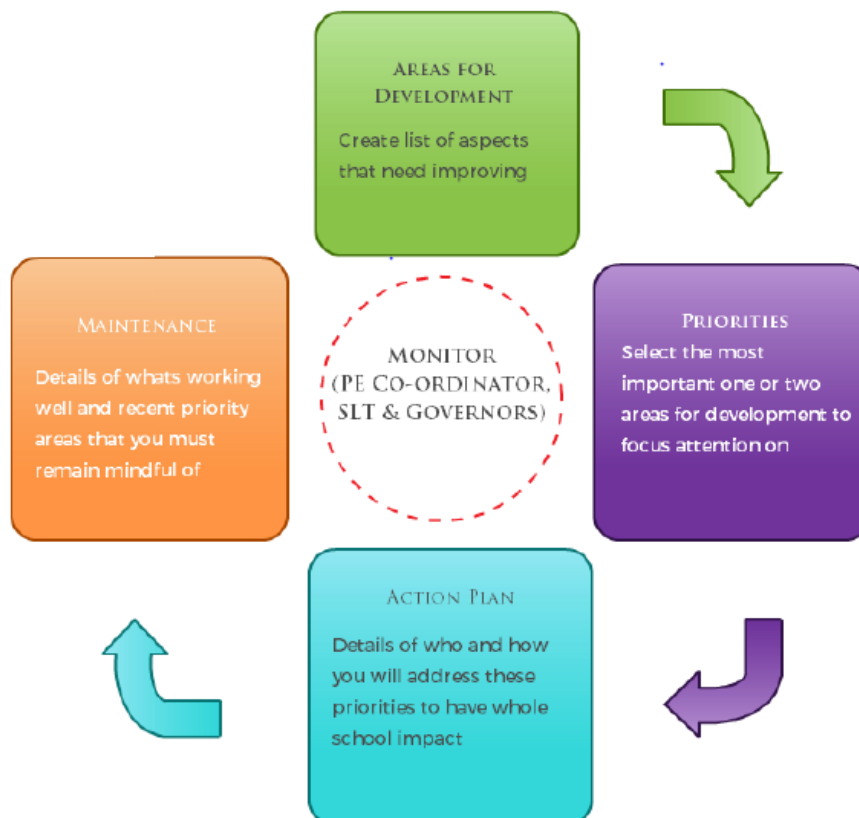 AREAS FOR
DEVELOPMENT
Create list of aspects
that need improving
MAINTENANCE
Details of whats working
well and recent priority
areas that you must
remain mindful of
MONITOR
(PE CO-ORDINATOR,
SLT & GOVERNORS)
PRIORITIES
Select the most
important one or two
areas for development to
focus attention on
ACTION PLAN
Details of who and how
you will address these
priorities to have whole
school impact